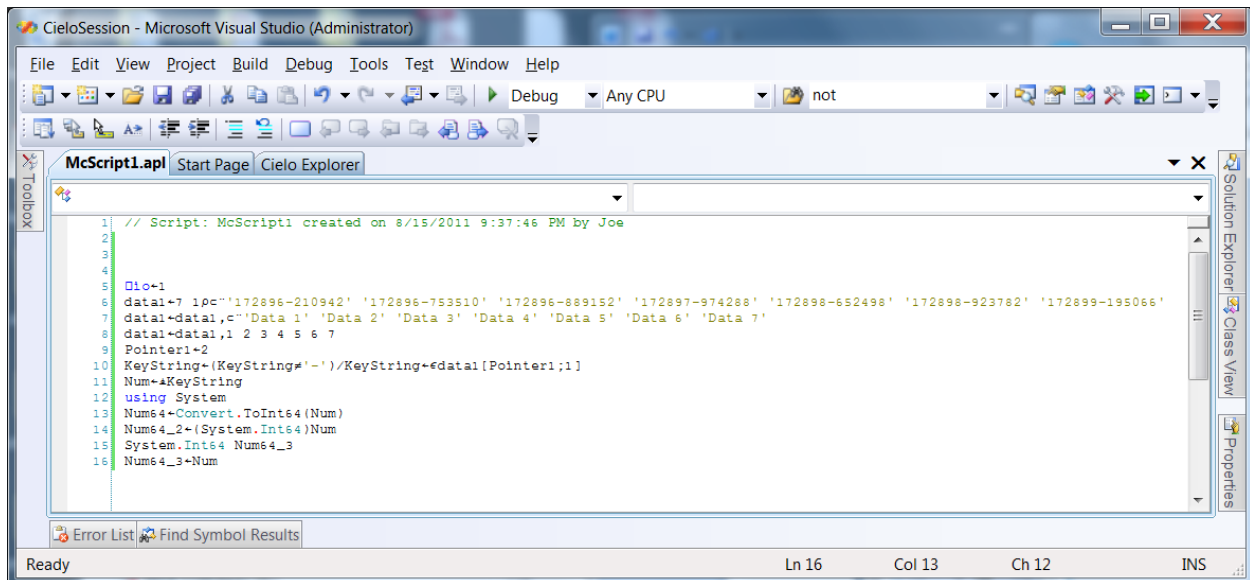 CieloSession - Microsoft Visual Studio (Administrator)
File Edit View Project Build Debug Tools Test Window Help
Debug Any CPU not
McScript1.apl Start Page Cielo Explorer
Toolbox
1 // Script: McScript1 created on 8/15/2011 9:37:46 PM by Joe
2
3
4
5 ⎕io←1
6 data1←7 1⍴⊂¨'172896-210942' '172896-753510' '172896-889152' '172897-974288' '172898-652498' '172898-923782' '172899-195066'
7 data1←data1,⊂¨'Data 1' 'Data 2' 'Data 3' 'Data 4' 'Data 5' 'Data 6' 'Data 7'
8 data1←data1,1 2 3 4 5 6 7
9 Pointer1←2
10 KeyString←(KeyString≠'-')/KeyString←∊data1[Pointer1;1]
11 Num←⍎KeyString
12 using System
13 Num64←Convert.ToInt64(Num)
14 Num64_2←(System.Int64)Num
15 System.Int64 Num64_3
16 Num64_3←Num
Solution Explorer
Class View
Properties
Error List Find Symbol Results
Ready Ln 16 Col 13 Ch 12 INS